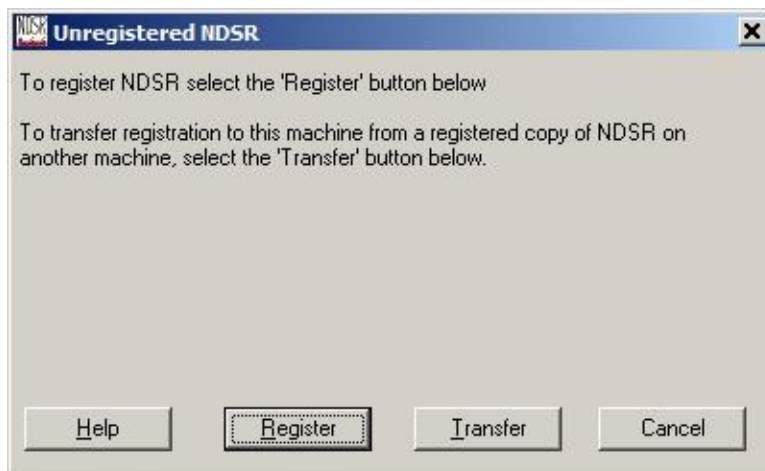 NDSR Unregistered NDSR
To register NDSR select the 'Register' button below
To transfer registration to this machine from a registered copy of NDSR on
another machine, select the 'Transfer' button below.
Help Register Transfer Cancel